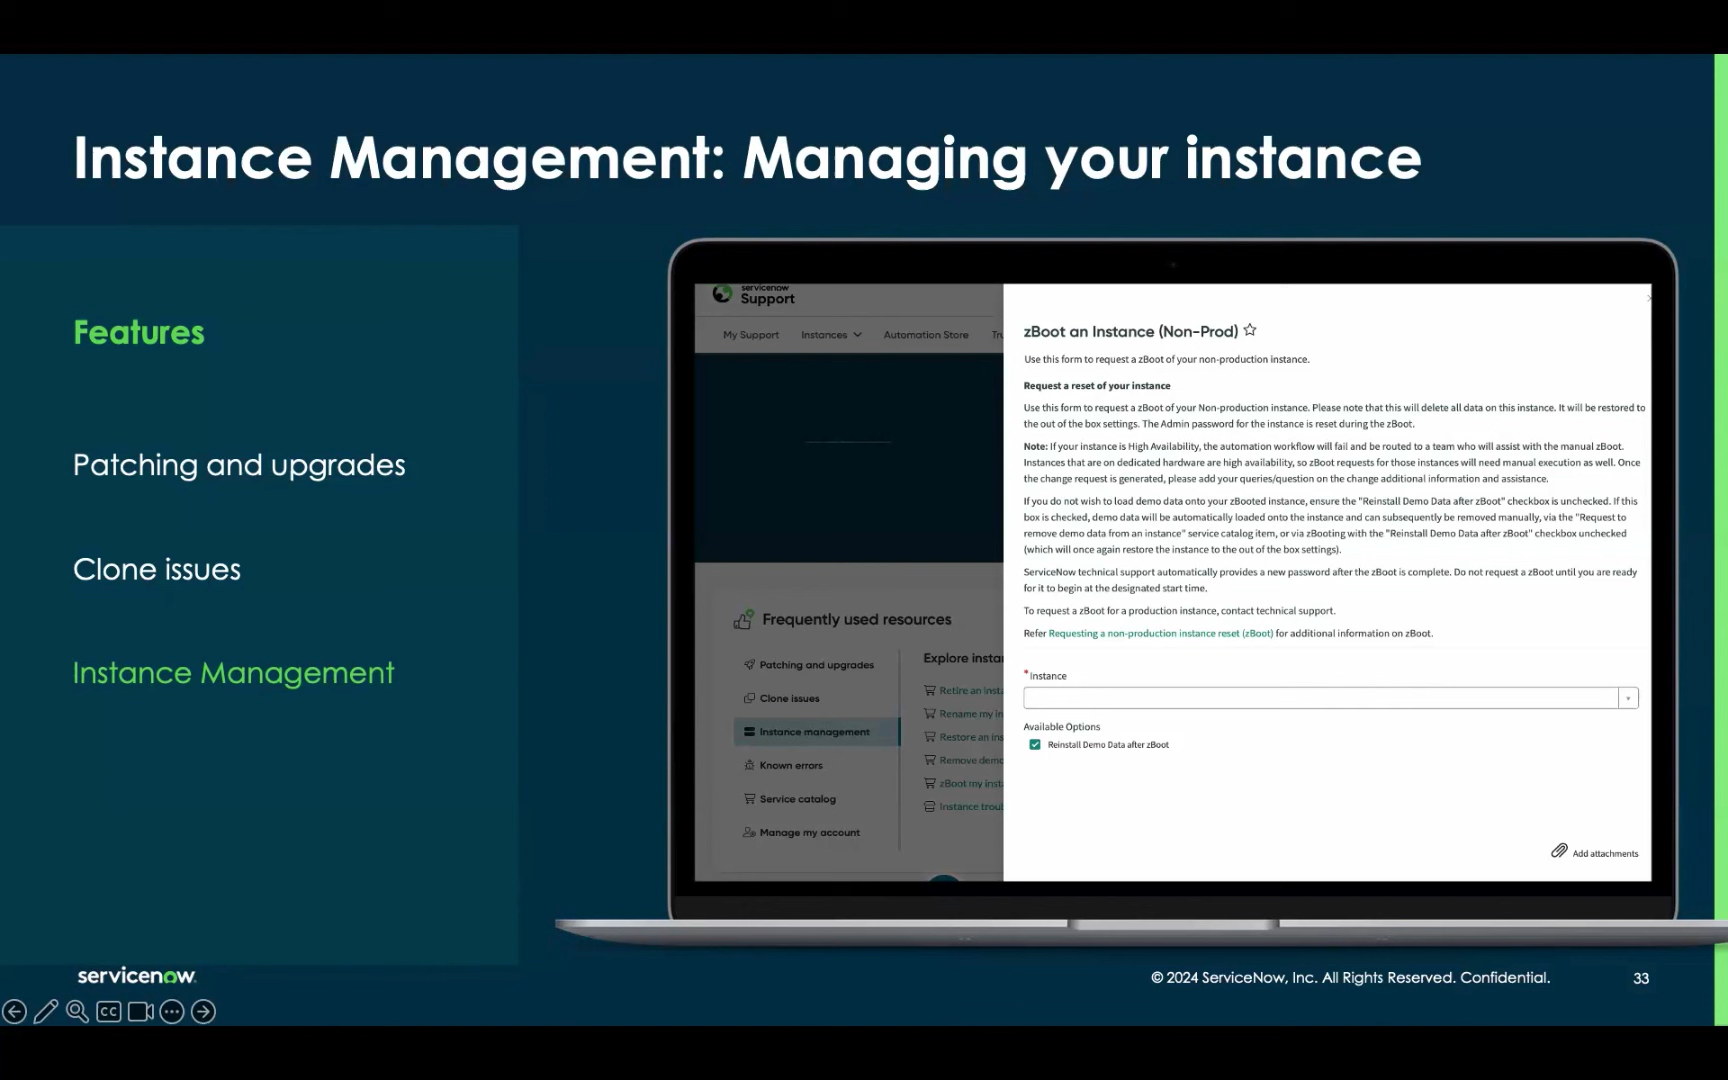 Instance Management: Managing your instance
Features
Patching and upgrades
Clone issues
Instance Management
servicenow
Support
My Support
Instances
Automation Store
Frequently used resources
Patching and upgrades
Clone issues
Instance management
Known errors
Service catalog
Manage my account
Retire an
Rename my
Restore an
Remove
zBoot my
Instance
zBoot an Instance (Non-Prod)
Use this form to request a zBoot of your non-production instance.
Request a reset of your instance
Use this form to request a zBoot of your Non-production instance. Please note that this will delete all data on this instance. It will be restored to
the out of the box settings. The Admin password for the instance is reset during the zBoot.
Note: If your instance is High Availability, the automation workflow will fail and be routed to a team who will assist with the manual zBoot.
Instances that are on dedicated hardware are high availability, so zBoot requests for those instances will need manual execution as well. Once
the change request is generated, please add your queries/question on the change additional information and assistance.
If you do not wish to load demo data onto your zBooted instance, ensure the "Reinstall Demo Data after zBoot" checkbox is unchecked. If this
box is checked, demo data will be automatically loaded onto the instance and can subsequently be removed manually, via the "Request to
remove demo data from an instance" service catalog item, or via zBooting with the "Reinstall Demo Data after zBoot" checkbox unchecked
(which will once again restore the instance to the out of the box settings).
ServiceNow technical support automatically provides a new password after the zBoot is complete. Do not request a zBoot until you are ready
for it to begin at the designated start time.
To request a zBoot for a production instance, contact technical support.
Refer Requesting a non-production instance reset (zBoot) for additional information on zBoot.
* Instance
Available Options
Reinstall Demo Data after zBoot
Add attachments
servicenow
© 2024 ServiceNow, Inc. All Rights Reserved. Confidential.
33
CC